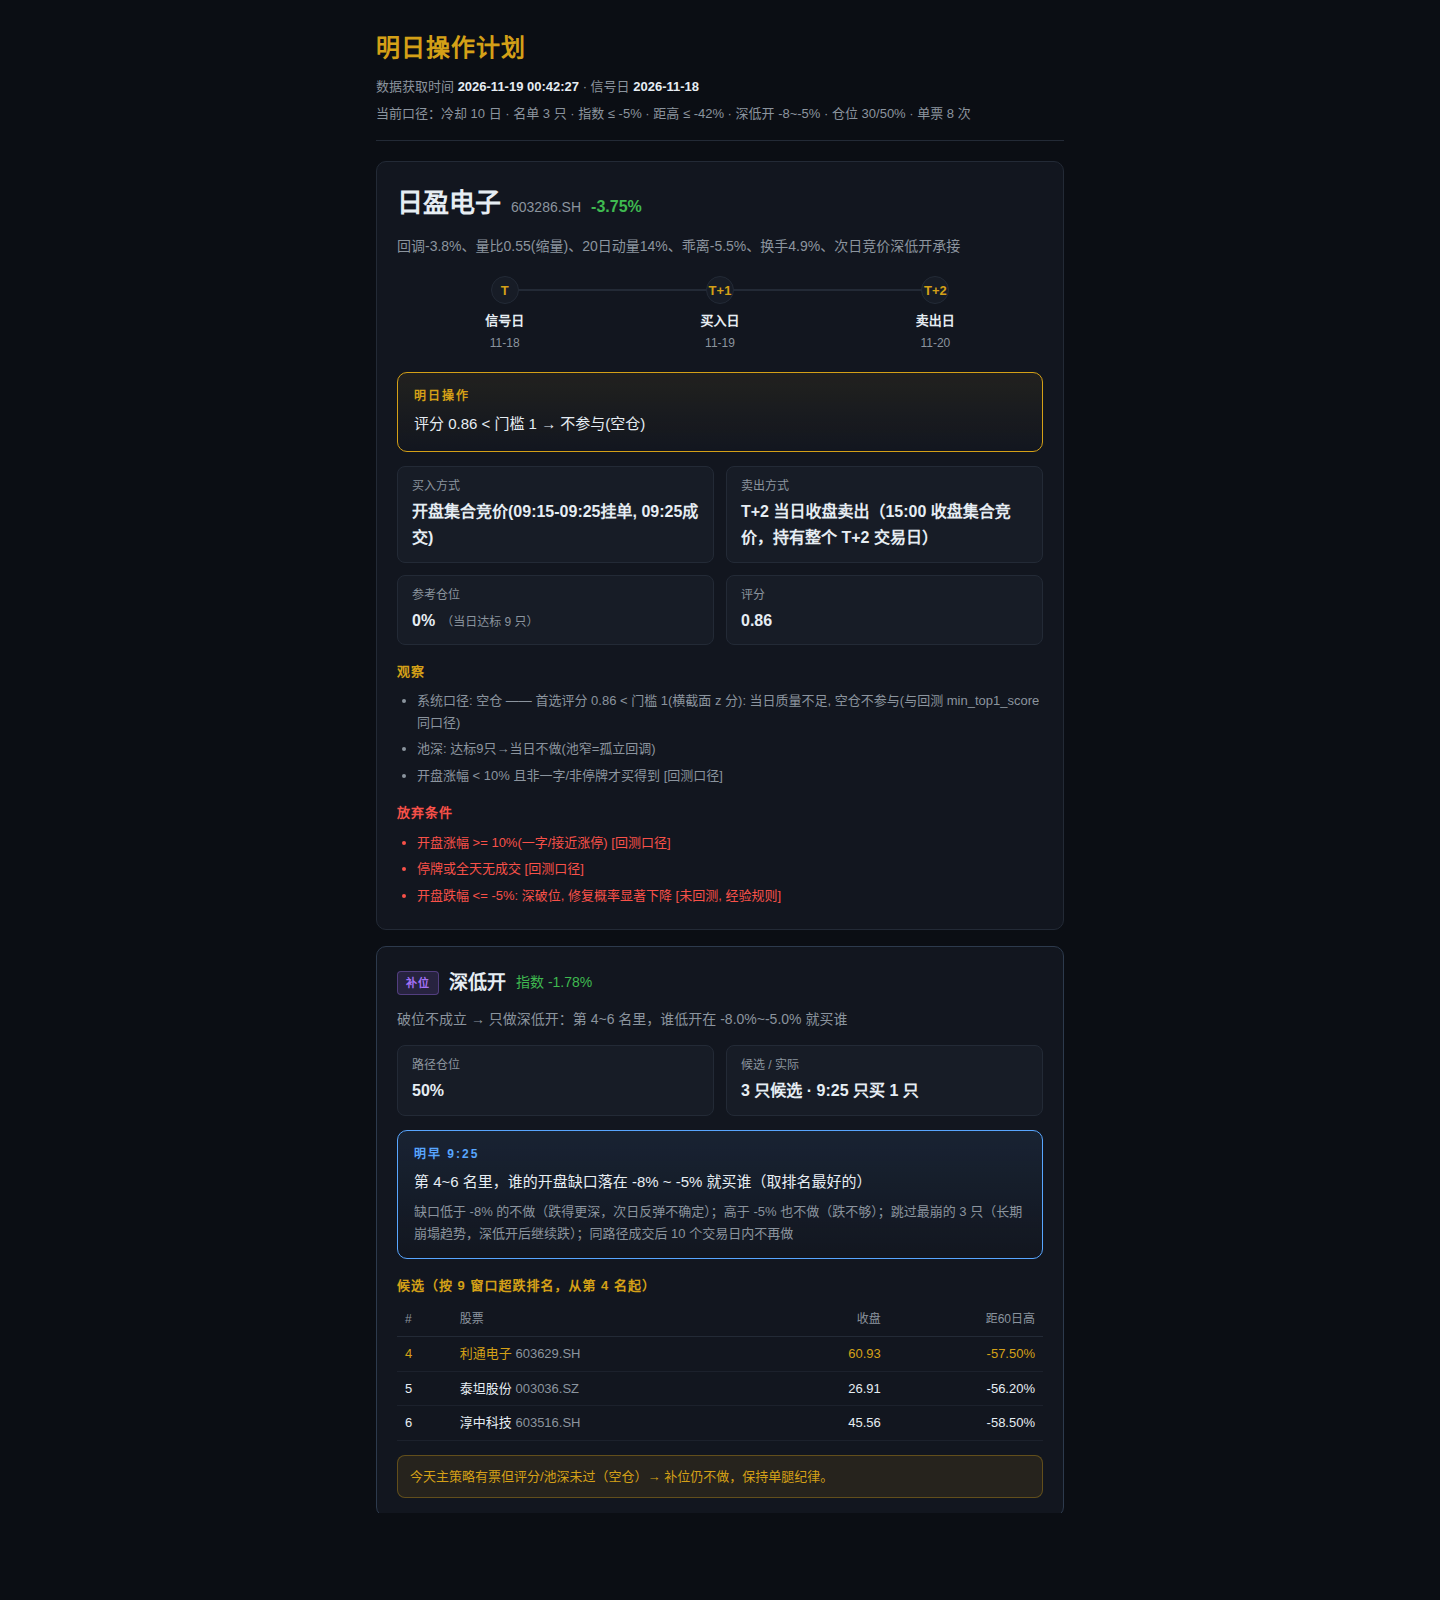 明日操作计划
数据获取时间 2026-11-19 00:42:27 · 信号日 2026-11-18
当前口径：冷却 10 日 · 名单 3 只 · 指数 ≤ -5% · 距高 ≤ -42% · 深低开 -8~-5% · 仓位 30/50% · 单票 8 次
日盈电子 603286.SH -3.75%
回调-3.8%、量比0.55(缩量)、20日动量14%、乖离-5.5%、换手4.9%、次日竞价深低开承接
T T+1 T+2
信号日 买入日 卖出日
11-18 11-19 11-20
明日操作
评分 0.86 < 门槛 1 → 不参与(空仓)
买入方式
开盘集合竞价(09:15-09:25挂单, 09:25成
交)
卖出方式
T+2 当日收盘卖出（15:00 收盘集合竞
价，持有整个 T+2 交易日）
参考仓位
0% （当日达标 9 只）
评分
0.86
观察
• 系统口径: 空仓 —— 首选评分 0.86 < 门槛 1(横截面 z 分): 当日质量不足, 空仓不参与(与回测 min_top1_score
同口径)
• 池深: 达标9只→当日不做(池窄=孤立回调)
• 开盘涨幅 < 10% 且非一字/非停牌才买得到 [回测口径]
放弃条件
• 开盘涨幅 >= 10%(一字/接近涨停) [回测口径]
• 停牌或全天无成交 [回测口径]
• 开盘跌幅 <= -5%: 深破位, 修复概率显著下降 [未回测, 经验规则]
补位 深低开 指数 -1.78%
破位不成立 → 只做深低开：第 4~6 名里，谁低开在 -8.0%~-5.0% 就买谁
路径仓位
50%
候选 / 实际
3 只候选 · 9:25 只买 1 只
明早 9:25
第 4~6 名里，谁的开盘缺口落在 -8% ~ -5% 就买谁（取排名最好的）
缺口低于 -8% 的不做（跌得更深，次日反弹不确定）；高于 -5% 也不做（跌不够）；跳过最崩的 3 只（长期
崩塌趋势，深低开后继续跌）；同路径成交后 10 个交易日内不再做
候选（按 9 窗口超跌排名，从第 4 名起）
# 股票 收盘 距60日高
4 利通电子 603629.SH 60.93 -57.50%
5 泰坦股份 003036.SZ 26.91 -56.20%
6 淳中科技 603516.SH 45.56 -58.50%
今天主策略有票但评分/池深未过（空仓）→ 补位仍不做，保持单腿纪律。